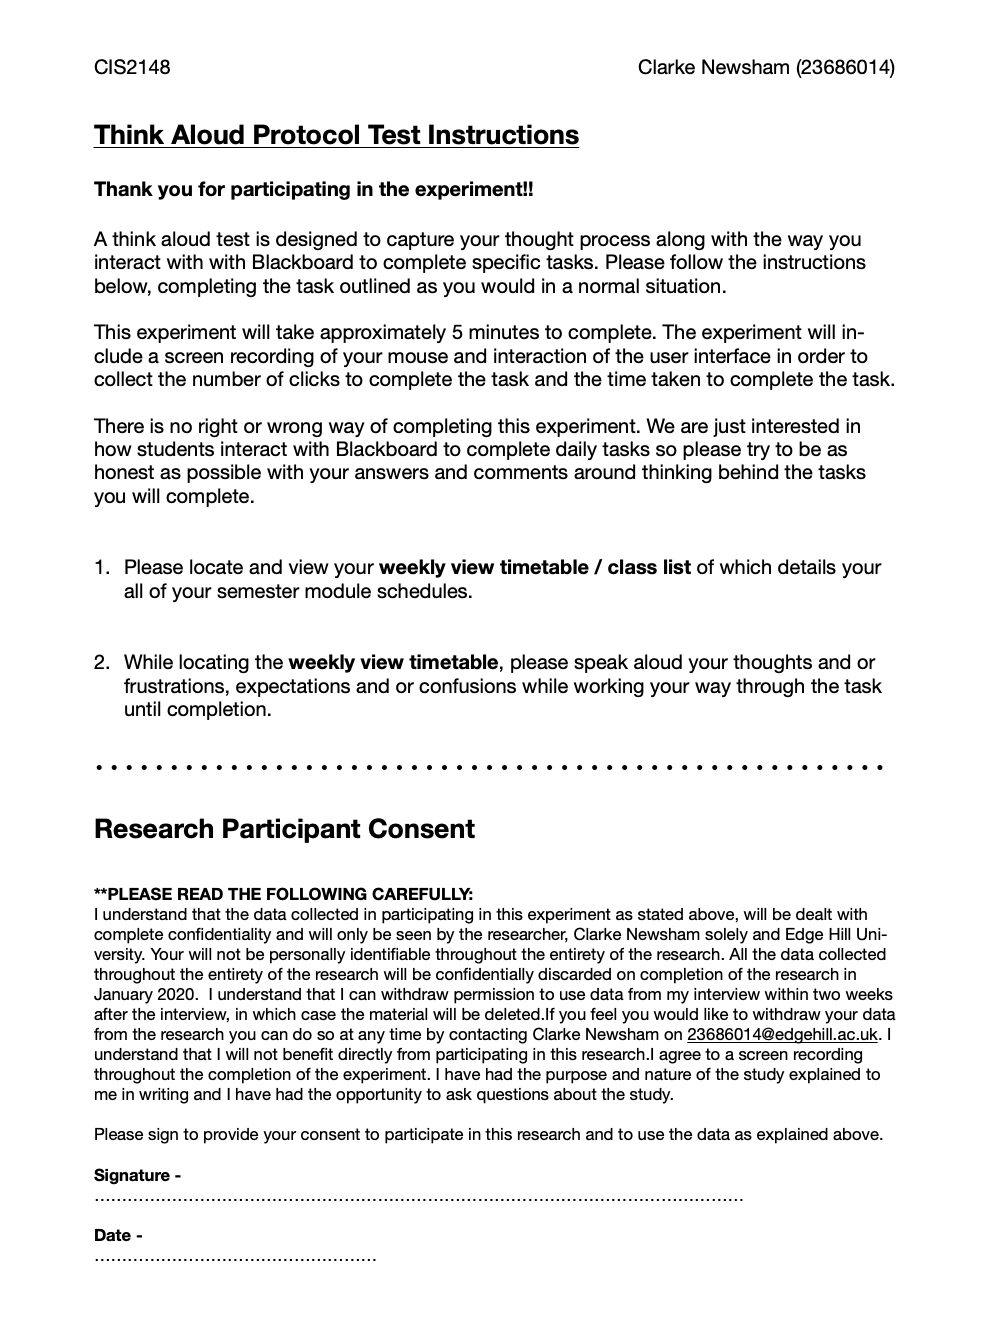 CIS2148 Clarke Newsham (23686014)
Think Aloud Protocol Test Instructions
Thank you for participating in the experiment!!
A think aloud test is designed to capture your thought process along with the way you
interact with with Blackboard to complete specific tasks. Please follow the instructions
below, completing the task outlined as you would in a normal situation.
This experiment will take approximately 5 minutes to complete. The experiment will in-
clude a screen recording of your mouse and interaction of the user interface in order to
collect the number of clicks to complete the task and the time taken to complete the task.
There is no right or wrong way of completing this experiment. We are just interested in
how students interact with Blackboard to complete daily tasks so please try to be as
honest as possible with your answers and comments around thinking behind the tasks
you will complete.
1. Please locate and view your weekly view timetable / class list of which details your
all of your semester module schedules.
2. While locating the weekly view timetable, please speak aloud your thoughts and or
frustrations, expectations and or confusions while working your way through the task
until completion.
Research Participant Consent
**PLEASE READ THE FOLLOWING CAREFULLY:
I understand that the data collected in participating in this experiment as stated above, will be dealt with
complete confidentiality and will only be seen by the researcher, Clarke Newsham solely and Edge Hill Uni-
versity. Your will not be personally identifiable throughout the entirety of the research. All the data collected
throughout the entirety of the research will be confidentially discarded on completion of the research in
January 2020.  I understand that I can withdraw permission to use data from my interview within two weeks
after the interview, in which case the material will be deleted.If you feel you would like to withdraw your data
from the research you can do so at any time by contacting Clarke Newsham on 23686014@edgehill.ac.uk. I
understand that I will not benefit directly from participating in this research.I agree to a screen recording
throughout the completion of the experiment. I have had the purpose and nature of the study explained to
me in writing and I have had the opportunity to ask questions about the study.
Please sign to provide your consent to participate in this research and to use the data as explained above.
Signature -
Date -